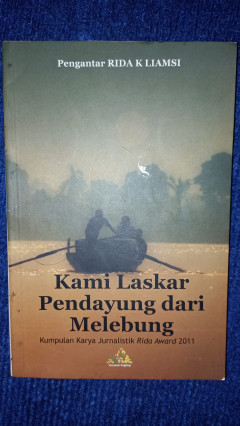 Pengantar RIDA K LIAMSI
Kami Laskar
Pendayung dari
Melebung
Kumpulan Karya Jurnalistik Rida Award 2011